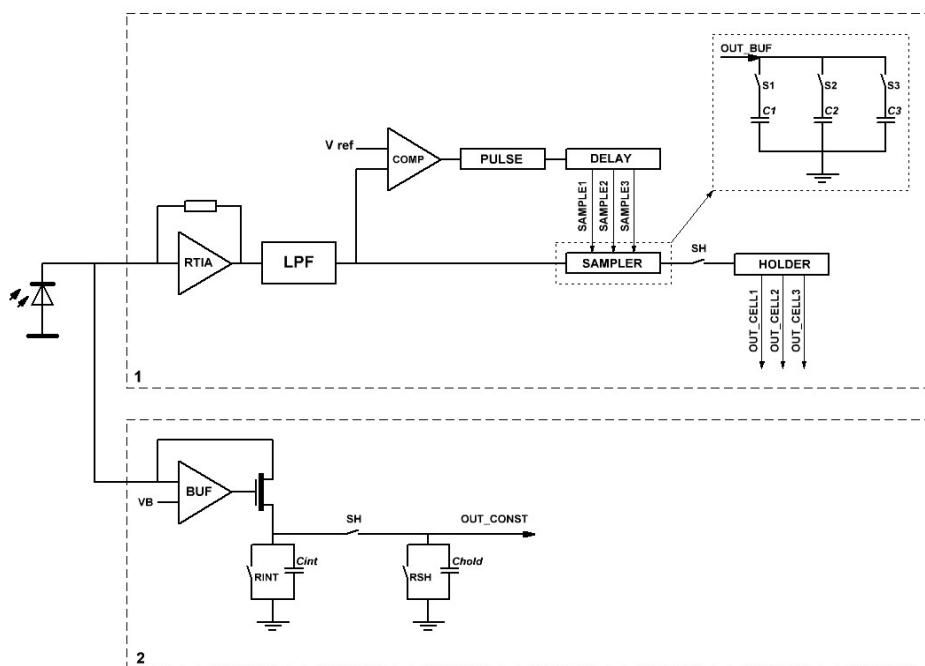 OUT_BUF
S1
S2
S3
C1
C2
C3
V ref
COMP
PULSE
DELAY
SAMPLE1
SAMPLE2
SAMPLE3
RTIA
LPF
SAMPLER
SH
HOLDER
OUT_CELL1
OUT_CELL2
OUT_CELL3
1
BUF
VB
SH
OUT_CONST
RINT
Cint
RSH
Chold
2